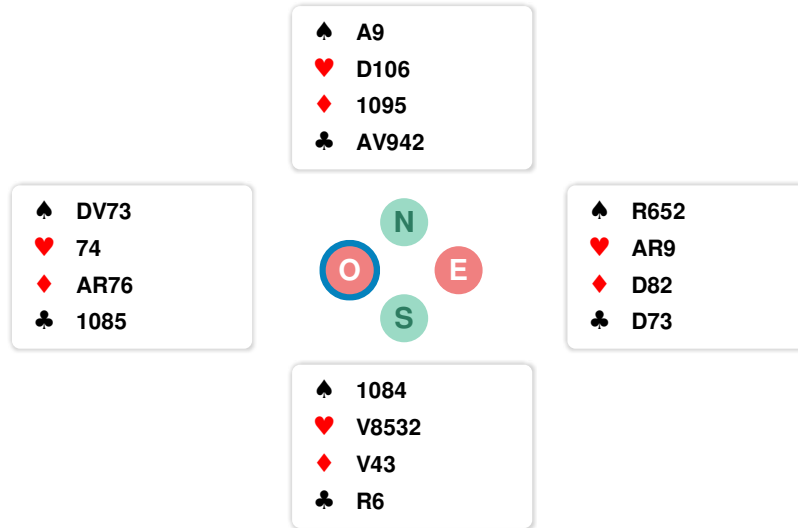 ♠ A9
♥ D106
♦ 1095
♣ AV942
♠ DV73
♥ 74
♦ AR76
♣ 1085
N
O E
S
♠ R652
♥ AR9
♦ D82
♣ D73
♠ 1084
♥ V8532
♦ V43
♣ R6